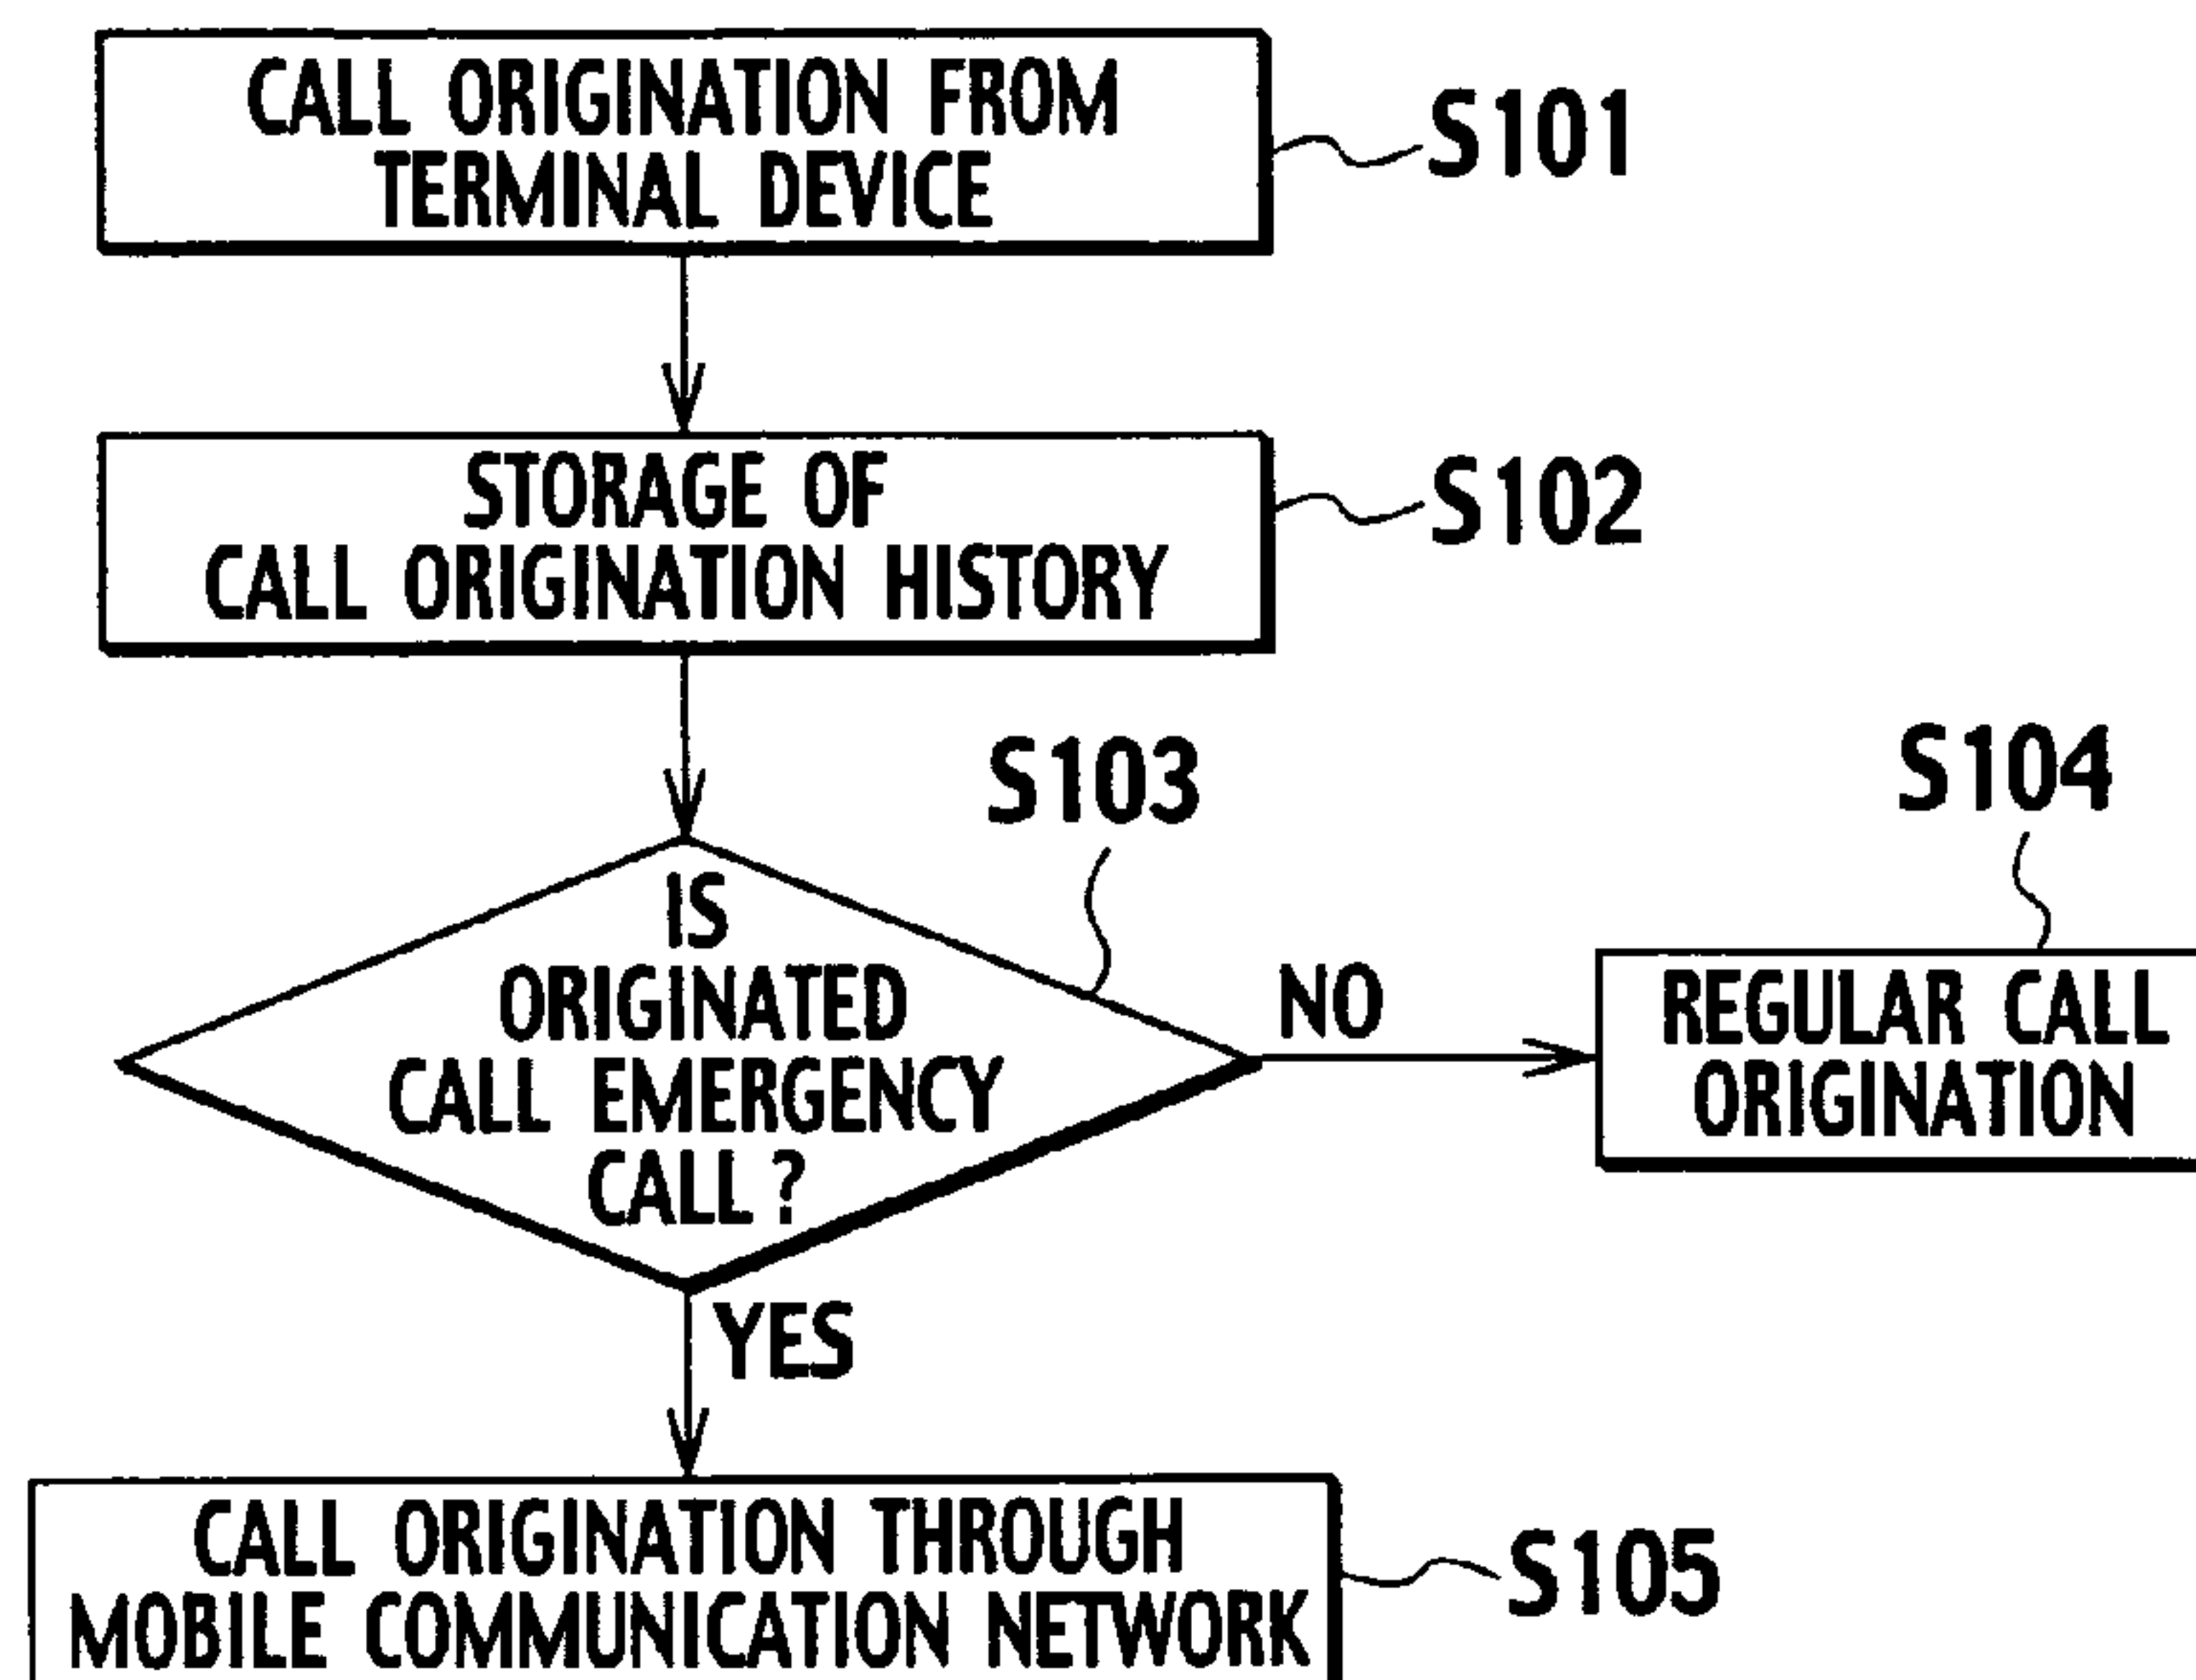 CALL ORIGINATION FROM
TERMINAL DEVICE
S101
STORAGE OF
CALL ORIGINATION HISTORY
S102
S103
S104
IS
ORIGINATED
CALL EMERGENCY
CALL?
NO
REGULAR CALL
ORIGINATION
YES
CALL ORIGINATION THROUGH
MOBILE COMMUNICATION NETWORK
S105